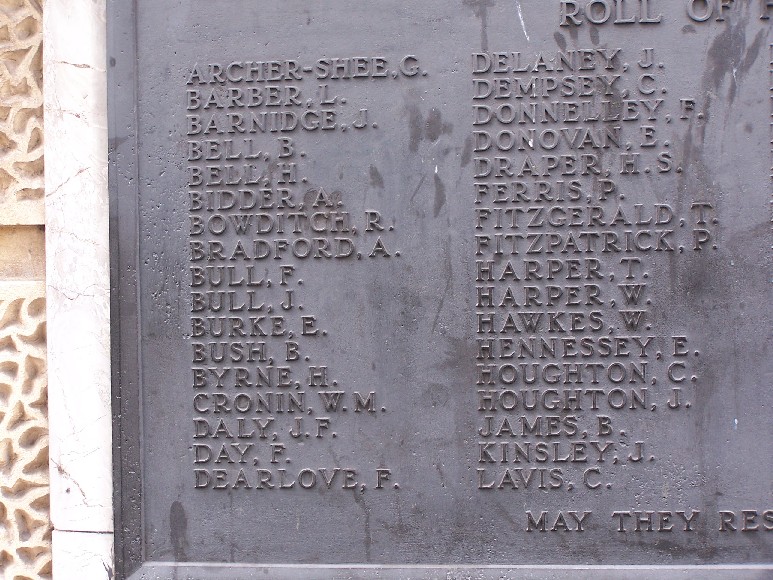 ROLL OF
ARCHER-SHEE, G.
BARBER, L.
BARNIDGE, J.
BELL, B.
BELL, H.
BIDDER, A.
BOWDITCH, R.
BRADFORD, A.
BULL, F.
BULL, J.
BURKE, E.
BUSH, B.
BYRNE, H.
CRONIN, W. M.
DALY, J. F.
DAY, F.
DEARLOVE, F.
DELANEY, J.
DEMPSEY, C.
DONNELLEY, F.
DONOVAN, E.
DRAPER, H. S.
FERRIS, P.
FITZGERALD, T.
FITZPATRICK, P.
HARPER, T.
HARPER, W.
HAWKES, W.
HENNESSEY, E.
HOUGHTON, C.
HOUGHTON, J.
JAMES, B.
KINSLEY, J.
LAVIS, C.
MAY THEY RES